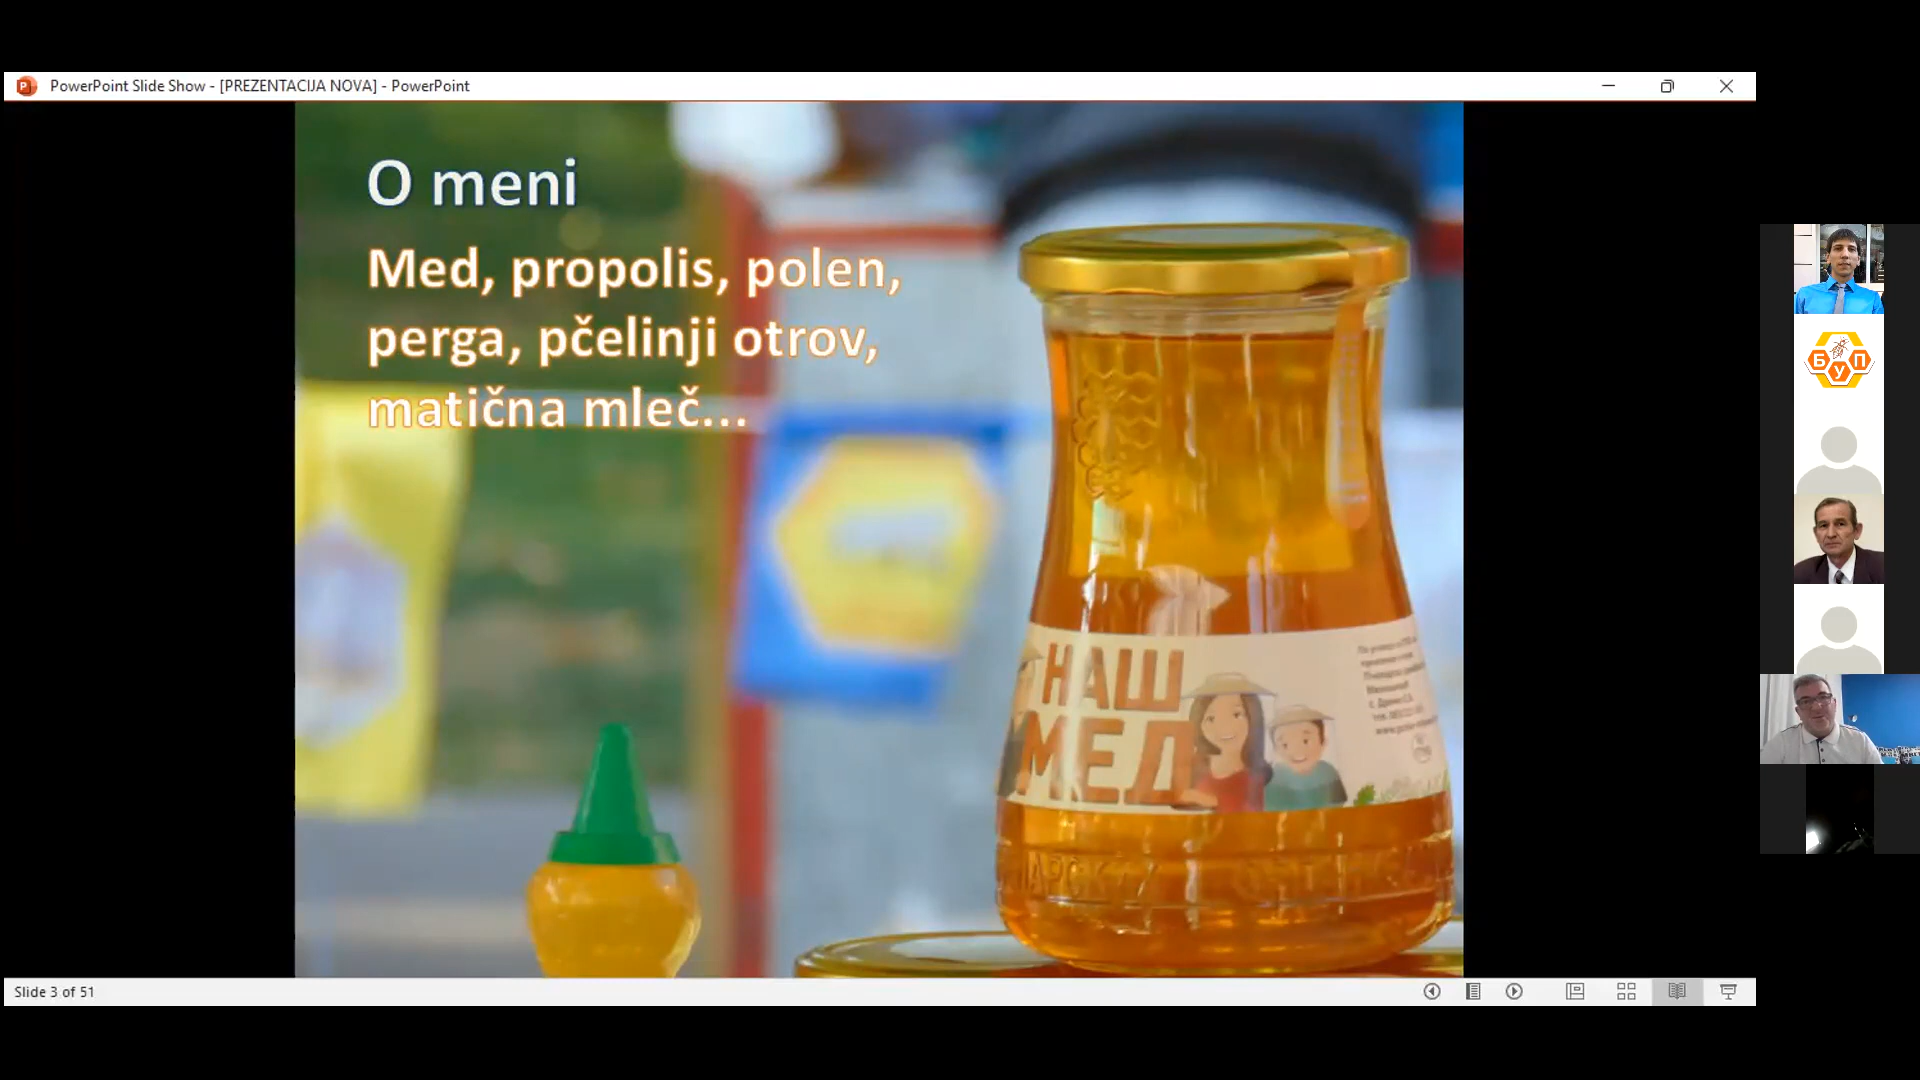 PowerPoint Slide Show - [PREZENTACIJA NOVA] - PowerPoint
O meni
Med, propolis, polen,
perga, pčelinji otrov,
matična mleč...
НАШ
МЕД
БУП
Slide 3 of 51